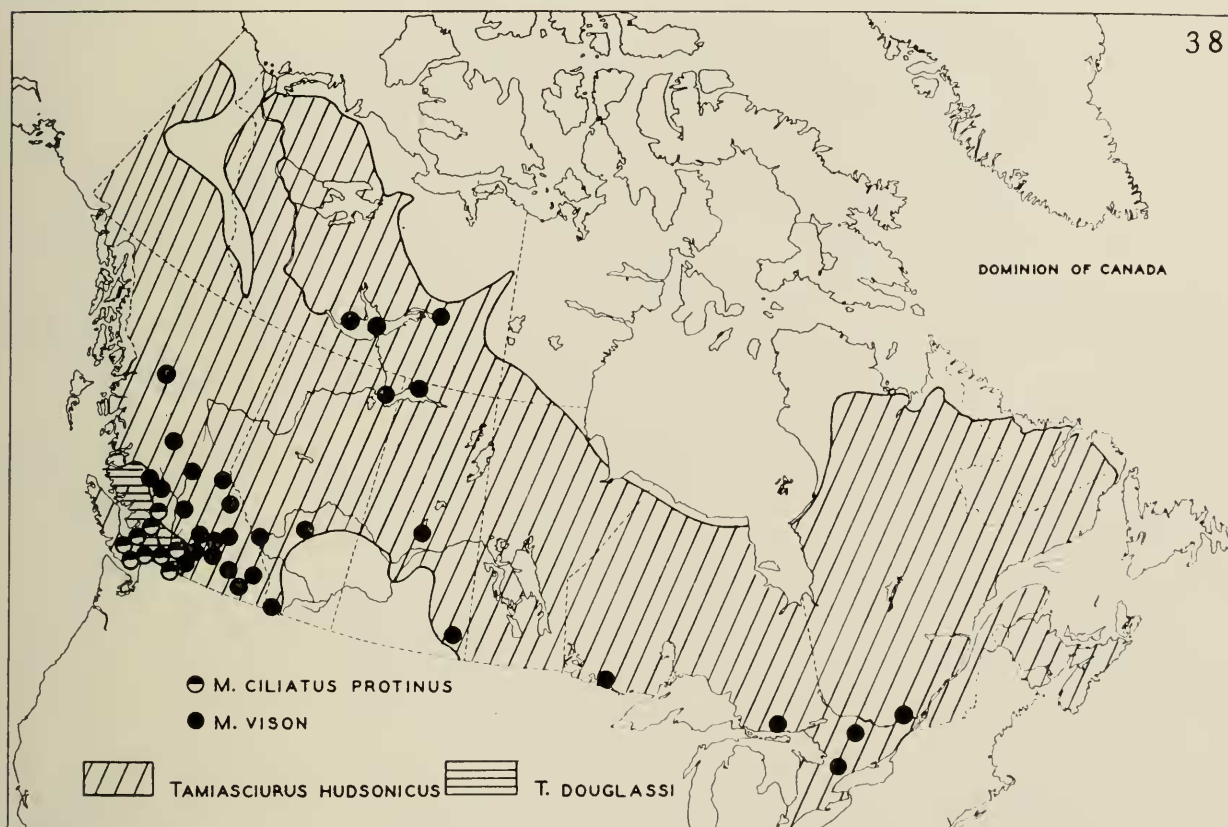 38
DOMINION OF CANADA
M. CILIATUS PROTINUS
M. VISON
TAMIASCIURUS HUDSONICUS
T. DOUGLASSI